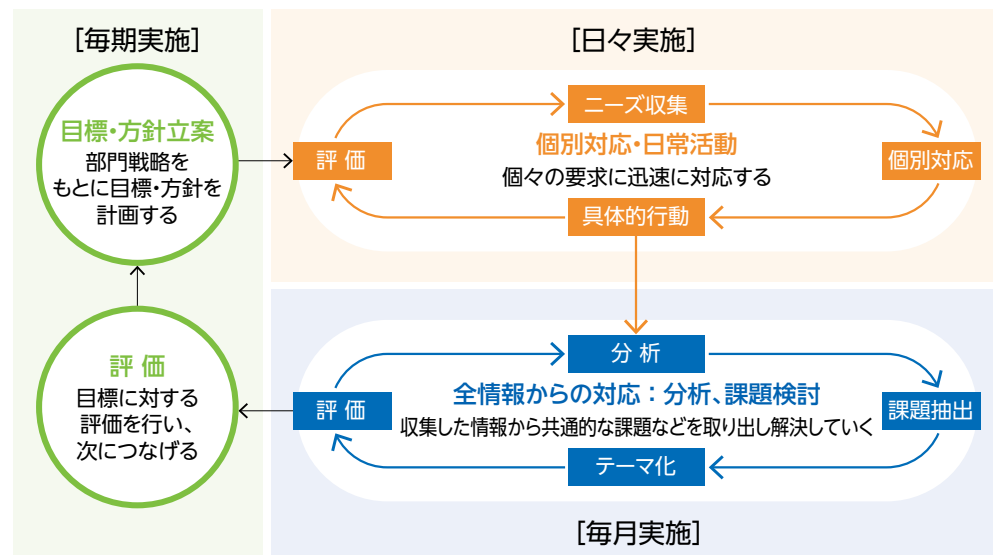 [毎期実施]
目標・方針立案
部門戦略を
もとに目標・方針を
計画する
評 価
目標に対する
評価を行い、
次につなげる
[日々実施]
ニーズ収集
評 価
個別対応・日常活動
個々の要求に迅速に対応する
個別対応
具体的行動
分 析
評 価
全情報からの対応：分析、課題検討
収集した情報から共通的な課題などを取り出し解決していく
課題抽出
テーマ化
[毎月実施]